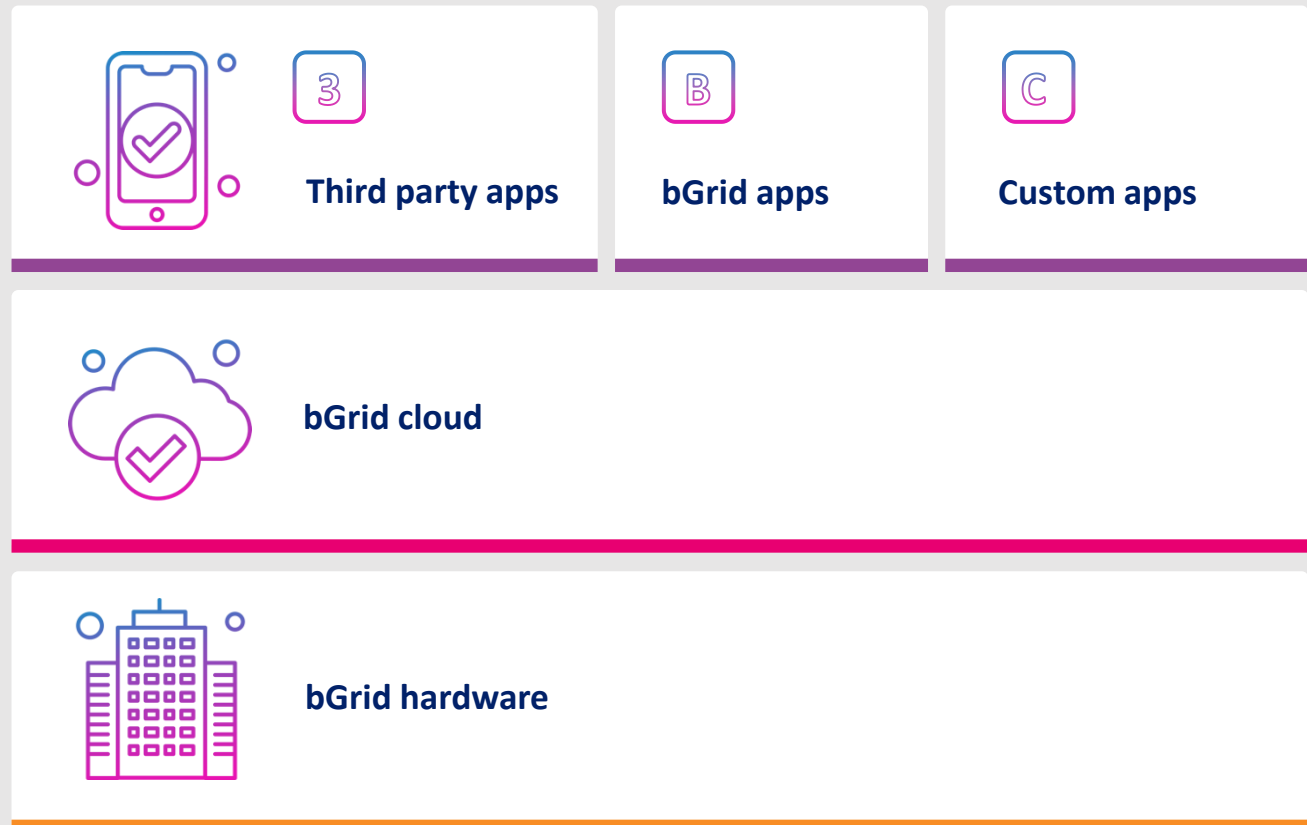 3
B
C
Third party apps
bGrid apps
Custom apps
bGrid cloud
bGrid hardware